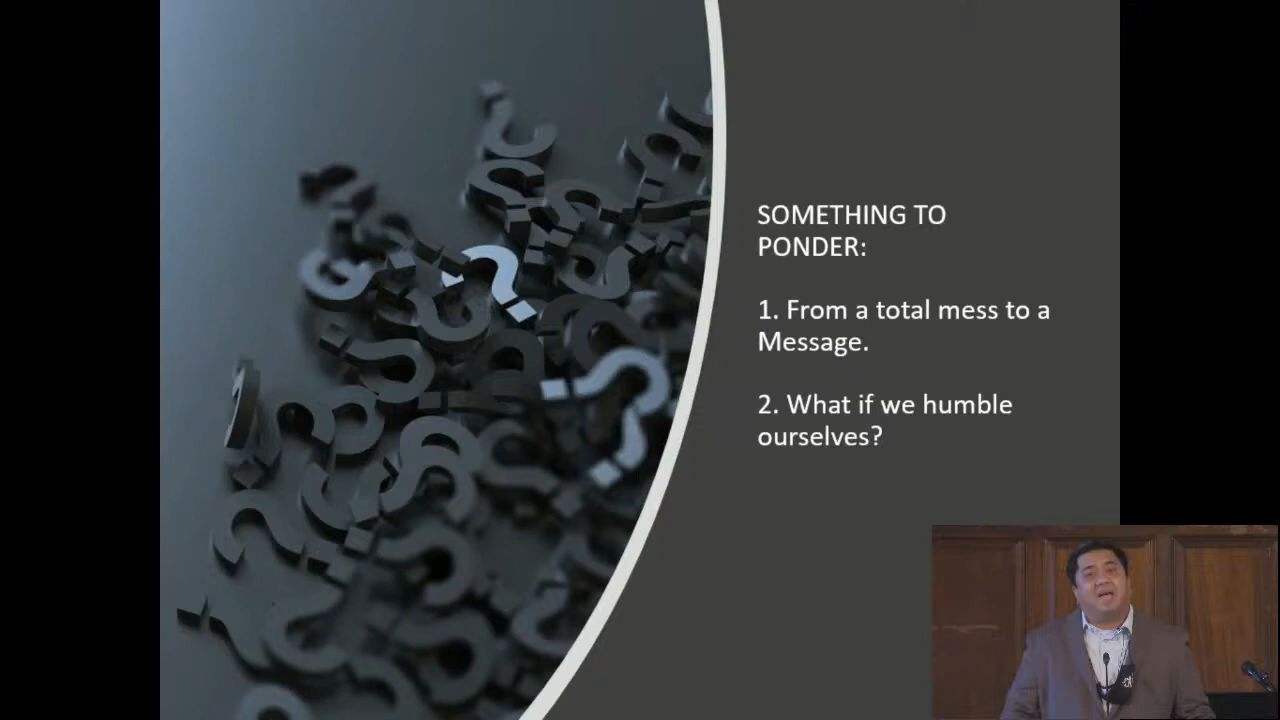 SOMETHING TO
PONDER:
1. From a total mess to a
Message.
2. What if we humble
ourselves?